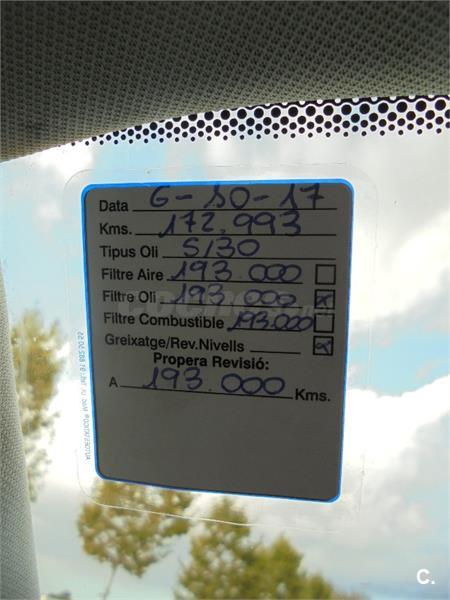 Data 6-10-17
Kms. 172.993
Tipus Oli 5/30
Filtre Aire 193.000
Filtre Oli 193.000 x
Filtre Combustible 193.000
Greixatge/Rev.Nivells x
Propera Revisió:
A 193.000 Kms.
C.